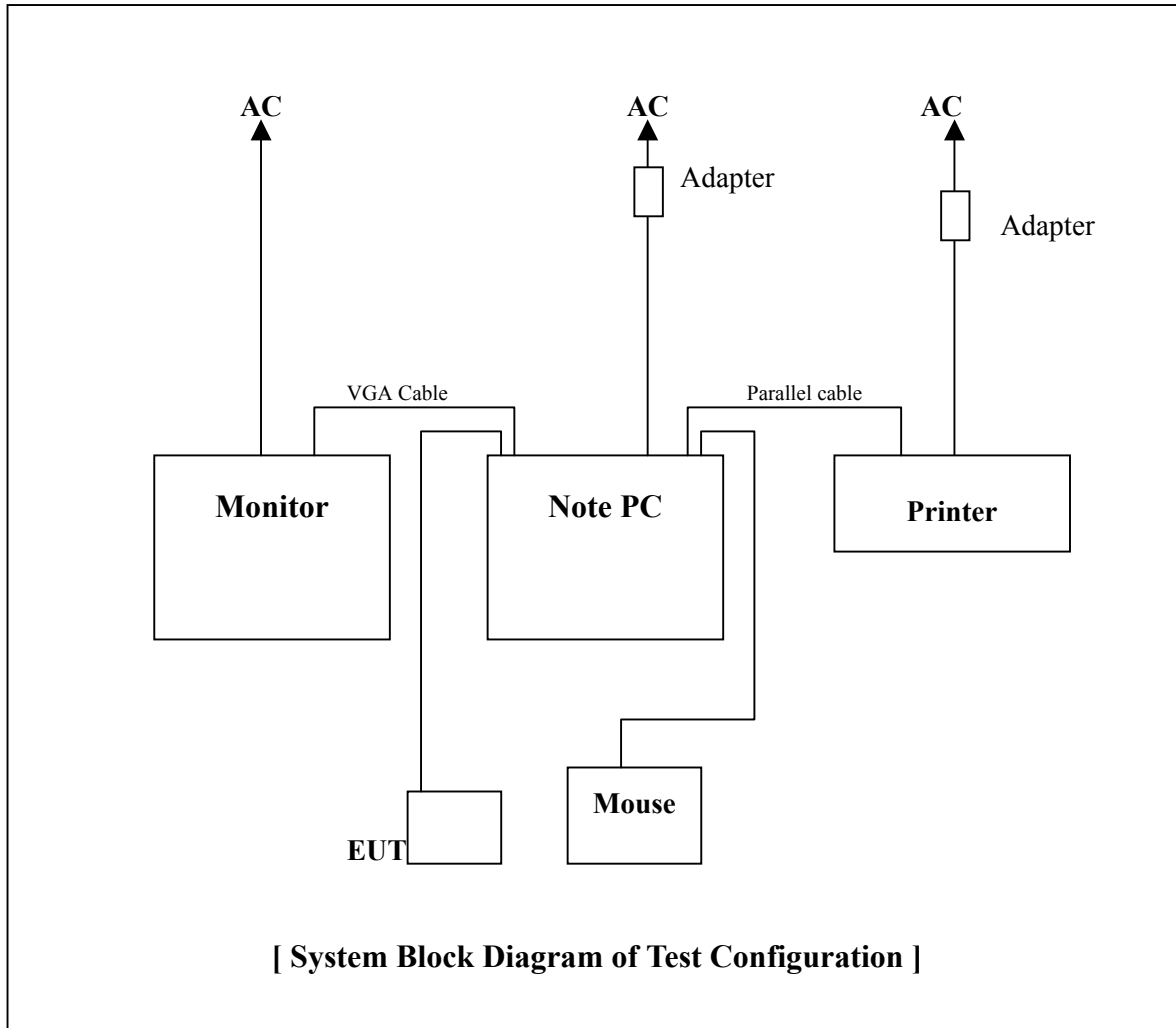 AC
AC
AC
Adapter
Adapter
VGA Cable
Parallel cable
Monitor
Note PC
Printer
Mouse
EUT
[ System Block Diagram of Test Configuration ]